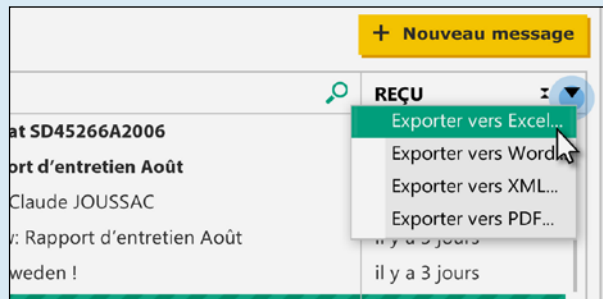 + Nouveau message
REÇU
at SD45266A2006
Exporter vers Excel...
ort d'entretien Août
Exporter vers Word...
Claude JOUSSAC
Exporter vers XML...
v: Rapport d'entretien Août
Exporter vers PDF...
il y a 3 jours
weden !
il y a 3 jours